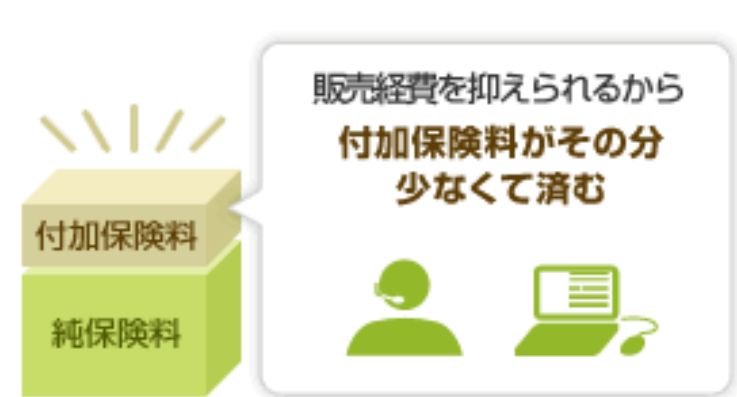 販売経費を抑えられるから
付加保険料がその分
少なくて済む
付加保険料
純保険料